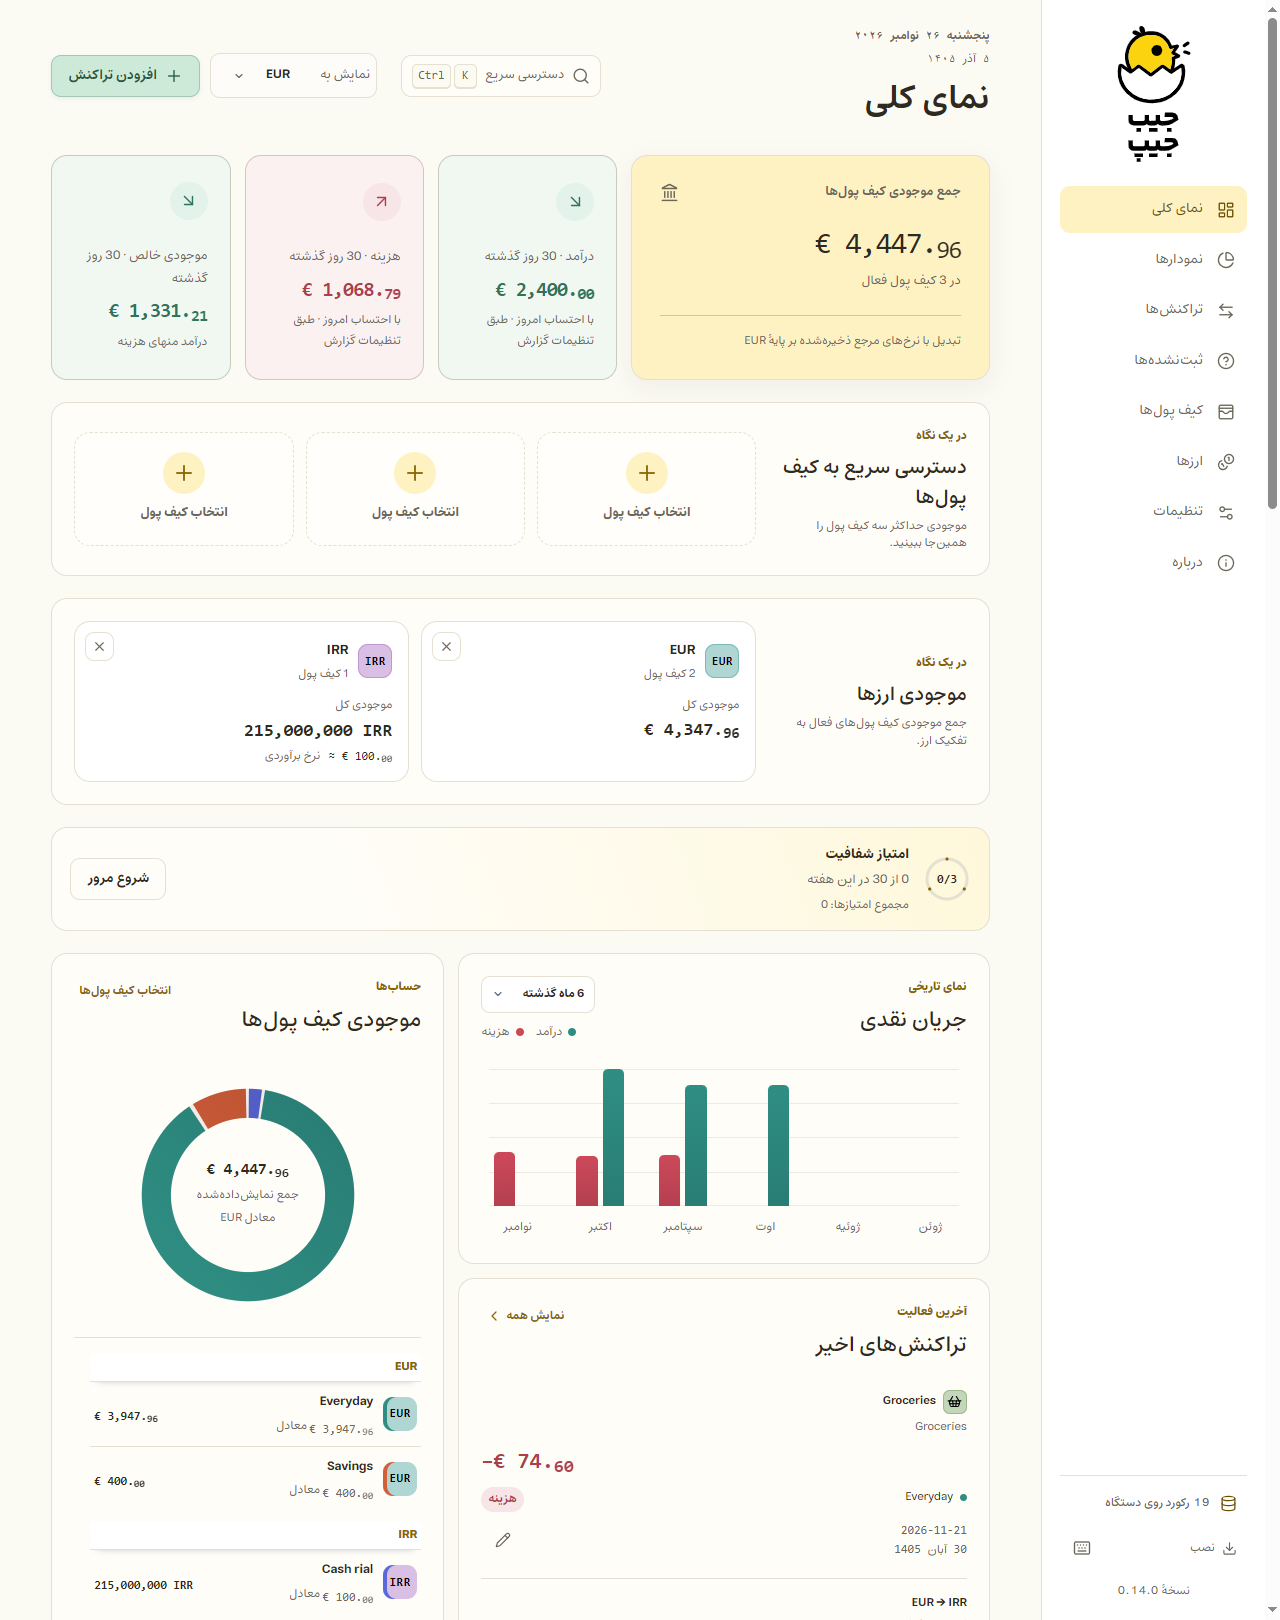 جیب
جیپ
نمای کلی
نمودارها
تراکنش‌ها
ثبت‌نشده‌ها
کیف پول‌ها
ارزها
تنظیمات
درباره
19 رکورد روی دستگاه
نصب
نسخهٔ 0.14.0
پنجشنبه ۲۶ نوامبر ۲۰۲۶
۵ آذر ۱۴۰۵
نمای کلی
دسترسی سریع Ctrl K
نمایش به EUR
افزودن تراکنش
جمع موجودی کیف پول‌ها
€ 4,447.96
در 3 کیف پول فعال
تبدیل با نرخ‌های مرجع ذخیره‌شده بر پایهٔ EUR
درآمد · 30 روز گذشته
€ 2,400.00
با احتساب امروز · طبق
تنظیمات گزارش
هزینه · 30 روز گذشته
€ 1,068.79
با احتساب امروز · طبق
تنظیمات گزارش
موجودی خالص · 30 روز
گذشته
€ 1,331.21
درآمد منهای هزینه
در یک نگاه
دسترسی سریع به کیف
پول‌ها
موجودی حداکثر سه کیف پول را
همین‌جا ببینید.
انتخاب کیف پول
انتخاب کیف پول
انتخاب کیف پول
در یک نگاه
موجودی ارزها
جمع موجودی کیف پول‌های فعال به
تفکیک ارز.
EUR
EUR
2 کیف پول
موجودی کل
€ 4,347.96
IRR
IRR
1 کیف پول
موجودی کل
215,000,000 IRR
≈ € 100.00 نرخ برآوردی
0/3
امتیاز شفافیت
0 از 30 در این هفته
مجموع امتیازها: 0
شروع مرور
نمای تاریخی
جریان نقدی
6 ماه گذشته
درآمد
هزینه
ژوئن
ژوئیه
اوت
سپتامبر
اکتبر
نوامبر
آخرین فعالیت
تراکنش‌های اخیر
نمایش همه
Groceries
Groceries
−€ 74.60
Everyday
هزینه
2026-11-21
30 آبان 1405
EUR → IRR
حساب‌ها
موجودی کیف پول‌ها
انتخاب کیف پول‌ها
€ 4,447.96
جمع نمایش‌داده‌شده
معادل EUR
EUR
EUR
Everyday
معادل € 3,947.96
€ 3,947.96
EUR
Savings
معادل € 400.00
€ 400.00
IRR
IRR
Cash rial
معادل € 100.00
215,000,000 IRR